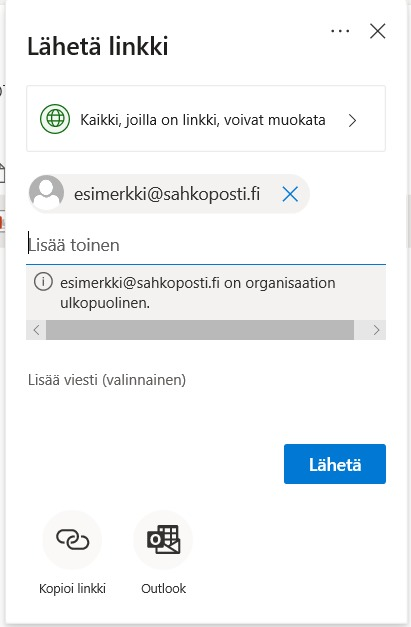 Lähetä linkki
Kaikki, joilla on linkki, voivat muokata
esimerkki@sahkoposti.fi
Lisää toinen
esimerkki@sahkoposti.fi on organisaation
ulkopuolinen.
Lisää viesti (valinnainen)
Lähetä
Kopioi linkki
Outlook